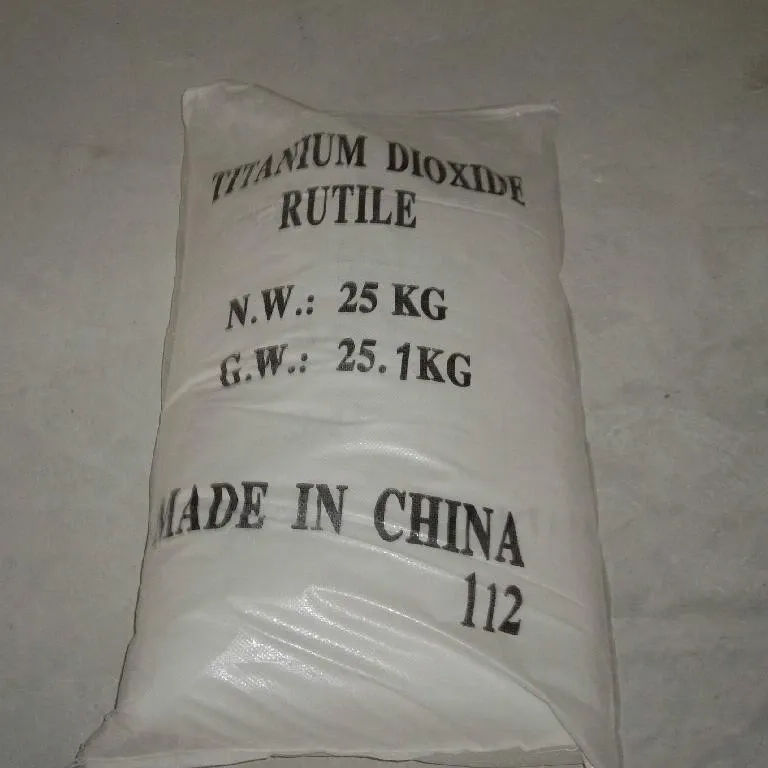 TITANIUM DIOXIDE
RUTILE
N.W.: 25 KG
G.W.: 25.1KG
MADE IN CHINA
112